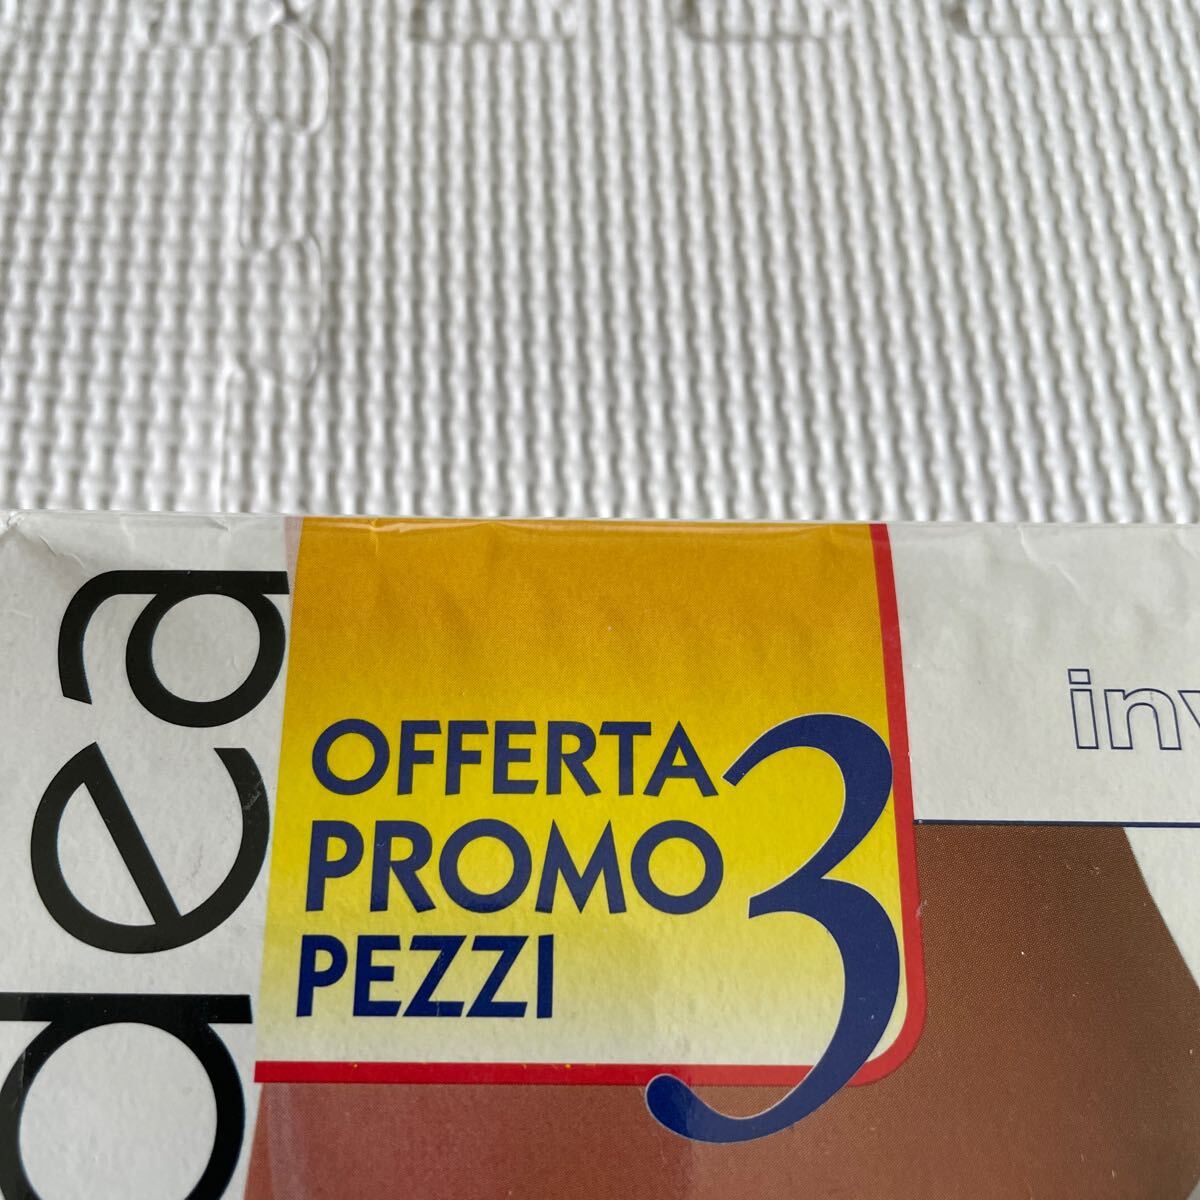 dea
OFFERTA
PROMO 3
PEZZI
inv